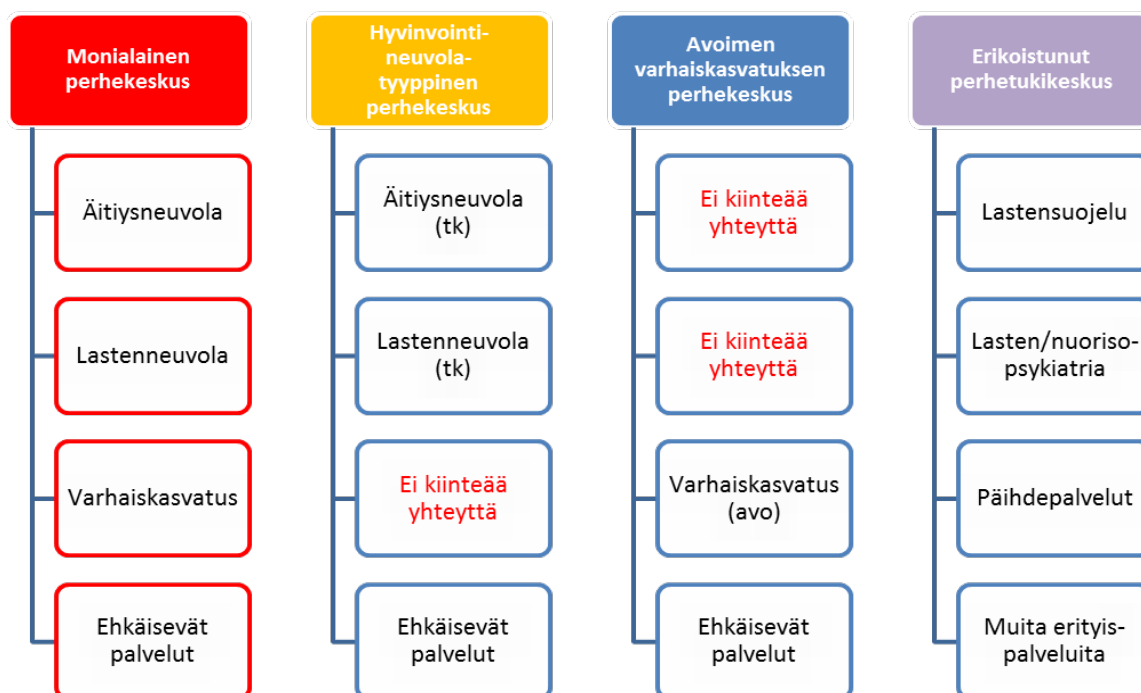 Monialainen
perhekeskus
Äitiysneuvola
Lastenneuvola
Varhaiskasvatus
Ehkäisevät
palvelut
Hyvinvointi-
neuvola-
tyyppinen
perhekeskus
Äitiysneuvola
(tk)
Lastenneuvola
(tk)
Ei kiinteää
yhteyttä
Ehkäisevät
palvelut
Avoimen
varhaiskasvatuksen
perhekeskus
Ei kiinteää
yhteyttä
Ei kiinteää
yhteyttä
Varhaiskasvatus
(avo)
Ehkäisevät
palvelut
Erikoistunut
perhetukikeskus
Lastensuojelu
Lasten/nuoriso-
psykiatria
Päihdepalvelut
Muita erityis-
palveluita